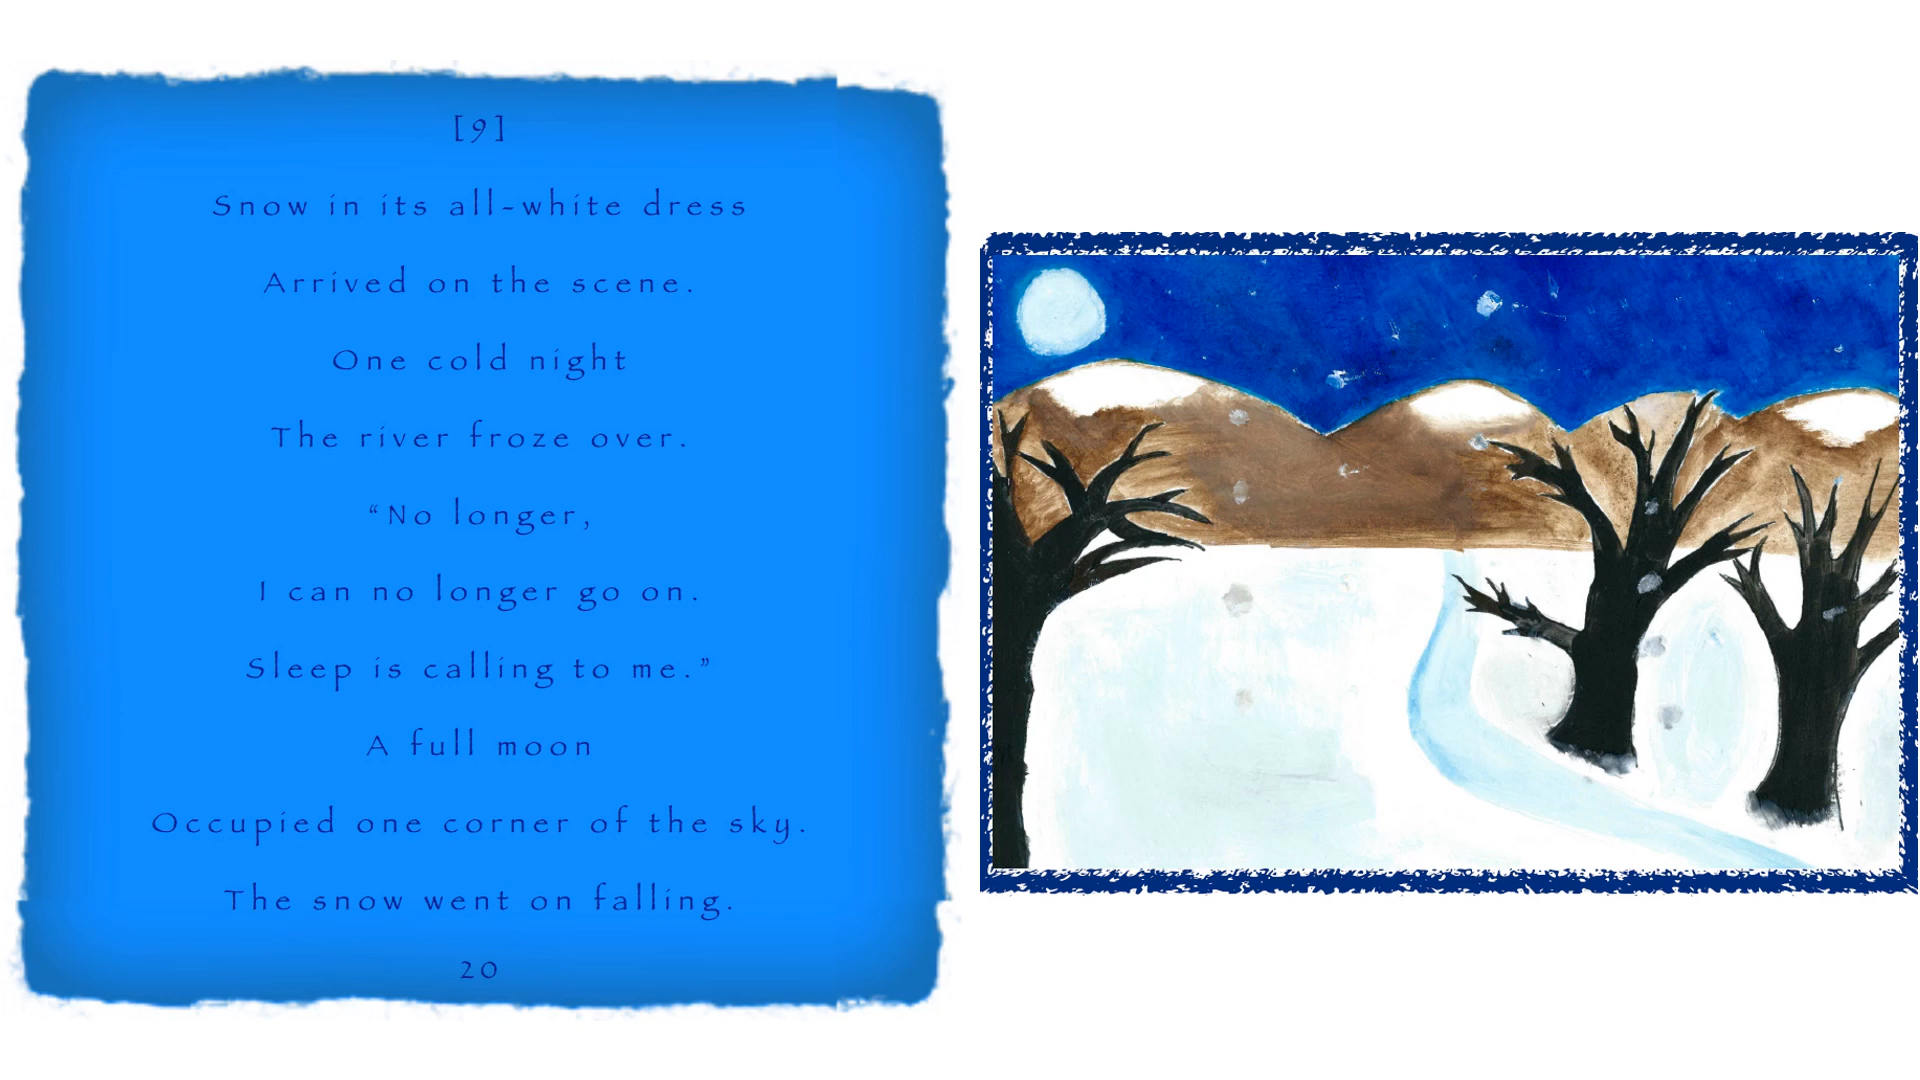 [9]
Snow in its all-white dress
Arrived on the scene.
One cold night
The river froze over.
“No longer,
I can no longer go on.
Sleep is calling to me.”
A full moon
Occupied one corner of the sky.
The snow went on falling.
20